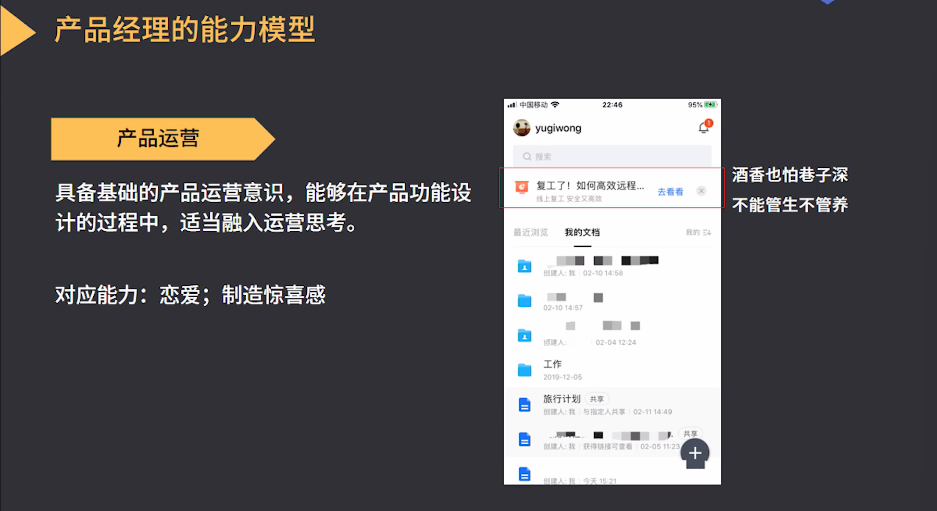 产品经理的能力模型
产品运营
具备基础的产品运营意识，能够在产品功能设
计的过程中，适当融入运营思考。
对应能力：恋爱；制造惊喜感
中国移动 22:46 95%
yugiwong
1
搜索
复工了！如何高效远程... 去看看
线上复工 安全又高效
最近浏览 我的文档 我的
创建人: 我 02-10 14:58
02-10 14:57
创建人: 02-04 12:24
工作
2019-12-05
旅行计划 共享
创建人: 我 与指定人共享 02-11 14:49
共享
创建人: 我 获得链接可查看 02-05 11:23
创建人: 我 今天 15:21
酒香也怕巷子深
不能管生不管养